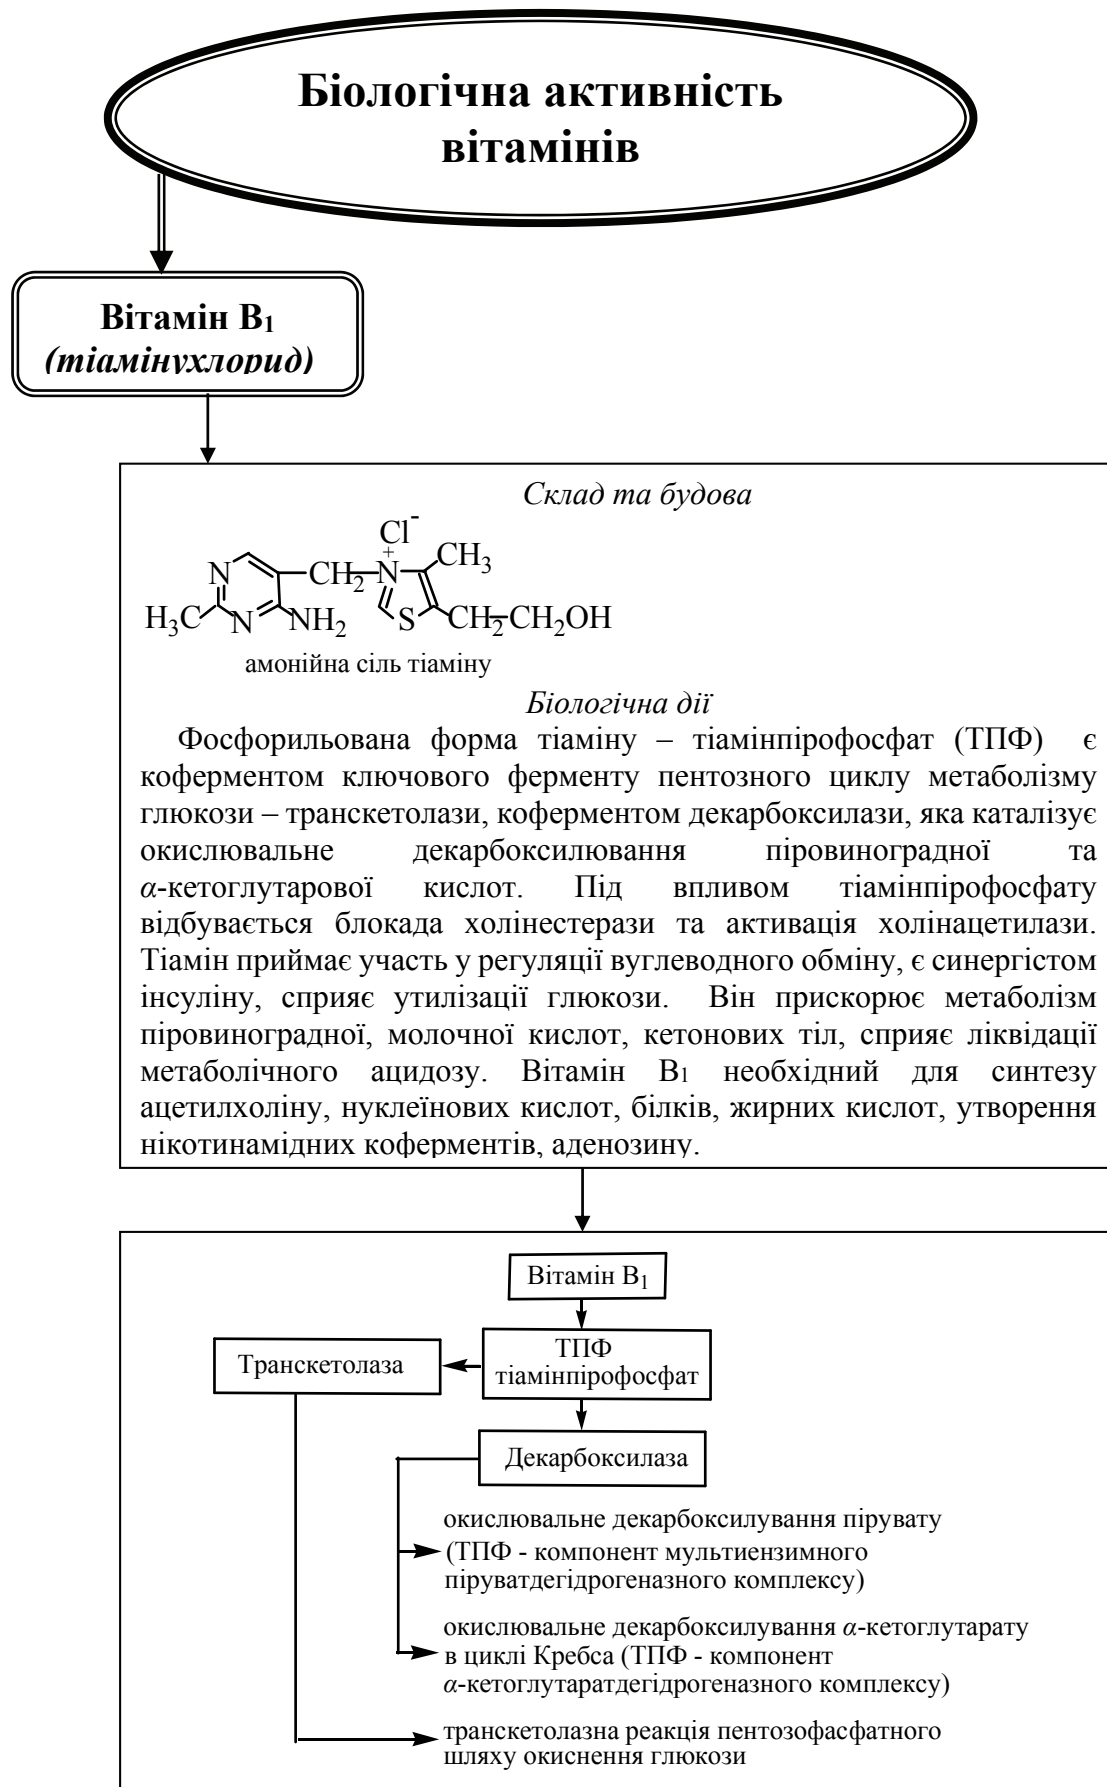 Біологічна активність
вітамінів
Вітамін В1
(тіамінухлорид)
Склад та будова
Cl-
+
N
CH2
N
CH3
H3C
N
NH2
S
CH2
CH2OH
амонійна сіль тіаміну
Біологічна дії
Фосфорильована форма тіаміну – тіамінпірофосфат (ТПФ) є
коферментом ключового ферменту пентозного циклу метаболізму
глюкози – транскетолази, коферментом декарбоксилази, яка каталізує
окислювальне декарбоксилювання піровиноградної та
α-кетоглутарової кислот. Під впливом тіамінпірофосфату
відбувається блокада холінестерази та активація холінацетилази.
Тіамін приймає участь у регуляції вуглеводного обміну, є синергістом
інсуліну, сприяє утилізації глюкози. Він прискорює метаболізм
піровиноградної, молочної кислот, кетонових тіл, сприяє ліквідації
метаболічного ацидозу. Вітамін В1 необхідний для синтезу
ацетилхоліну, нуклеїнових кислот, білків, жирних кислот, утворення
нікотинамідних коферментів, аденозину.
Вітамін В1
ТПФ
тіамінпірофосфат
Транскетолаза
Декарбоксилаза
окислювальне декарбоксилування пірувату
(ТПФ - компонент мультиензимного
піруватдегідрогеназного комплексу)
окислювальне декарбоксилування α-кетоглутарату
в циклі Кребса (ТПФ - компонент
α-кетоглутаратдегідрогеназного комплексу)
транскетолазна реакція пентозофасфатного
шляху окиснення глюкози